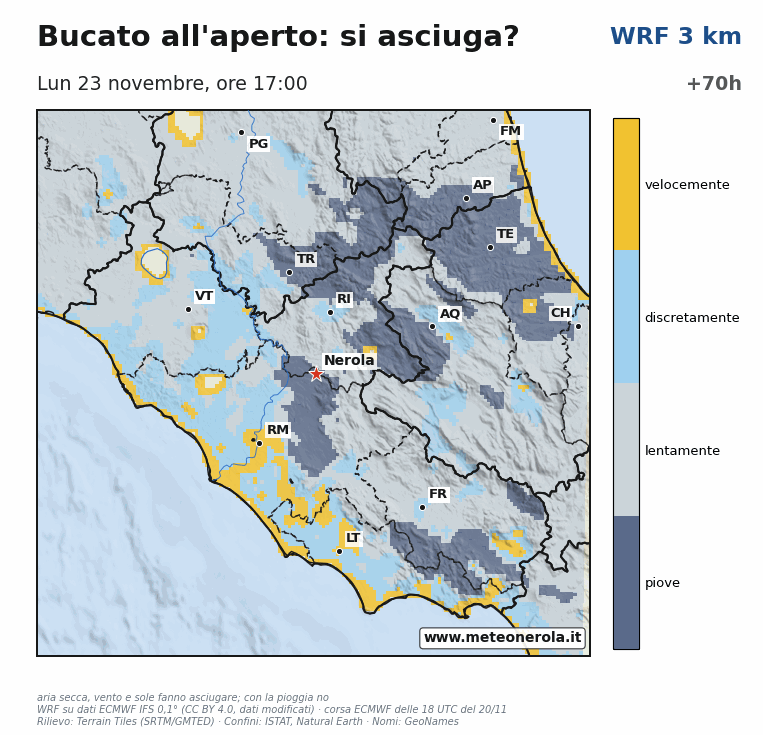 Bucato all'aperto: si asciuga?
WRF 3 km
Lun 23 novembre, ore 17:00
+70h
FM
PG
AP
TE
TR
VT
RI
AQ
CH
Nerola
RM
FR
LT
www.meteonerola.it
velocemente
discretamente
lentamente
piove
aria secca, vento e sole fanno asciugare; con la pioggia no
WRF su dati ECMWF IFS 0,1° (CC BY 4.0, dati modificati) · corsa ECMWF delle 18 UTC del 20/11
Rilievo: Terrain Tiles (SRTM/GMTED) · Confini: ISTAT, Natural Earth · Nomi: GeoNames